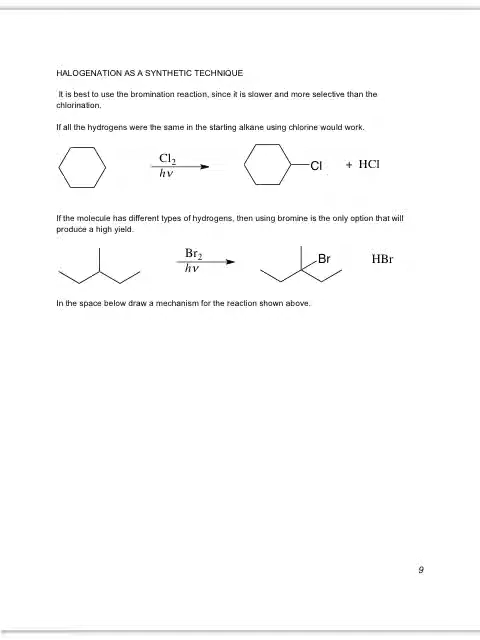 HALOGENATION AS A SYNTHETIC TECHNIQUE
It is best to use the bromination reaction, since it is slower and more selective than the
chlorination.
If all the hydrogens were the same in the starting alkane using chlorine would work.
Cl2
hν
Cl
+ HCl
If the molecule has different types of hydrogens, then using bromine is the only option that will
produce a high yield.
Br2
hν
Br
HBr
In the space below draw a mechanism for the reaction shown above.
9